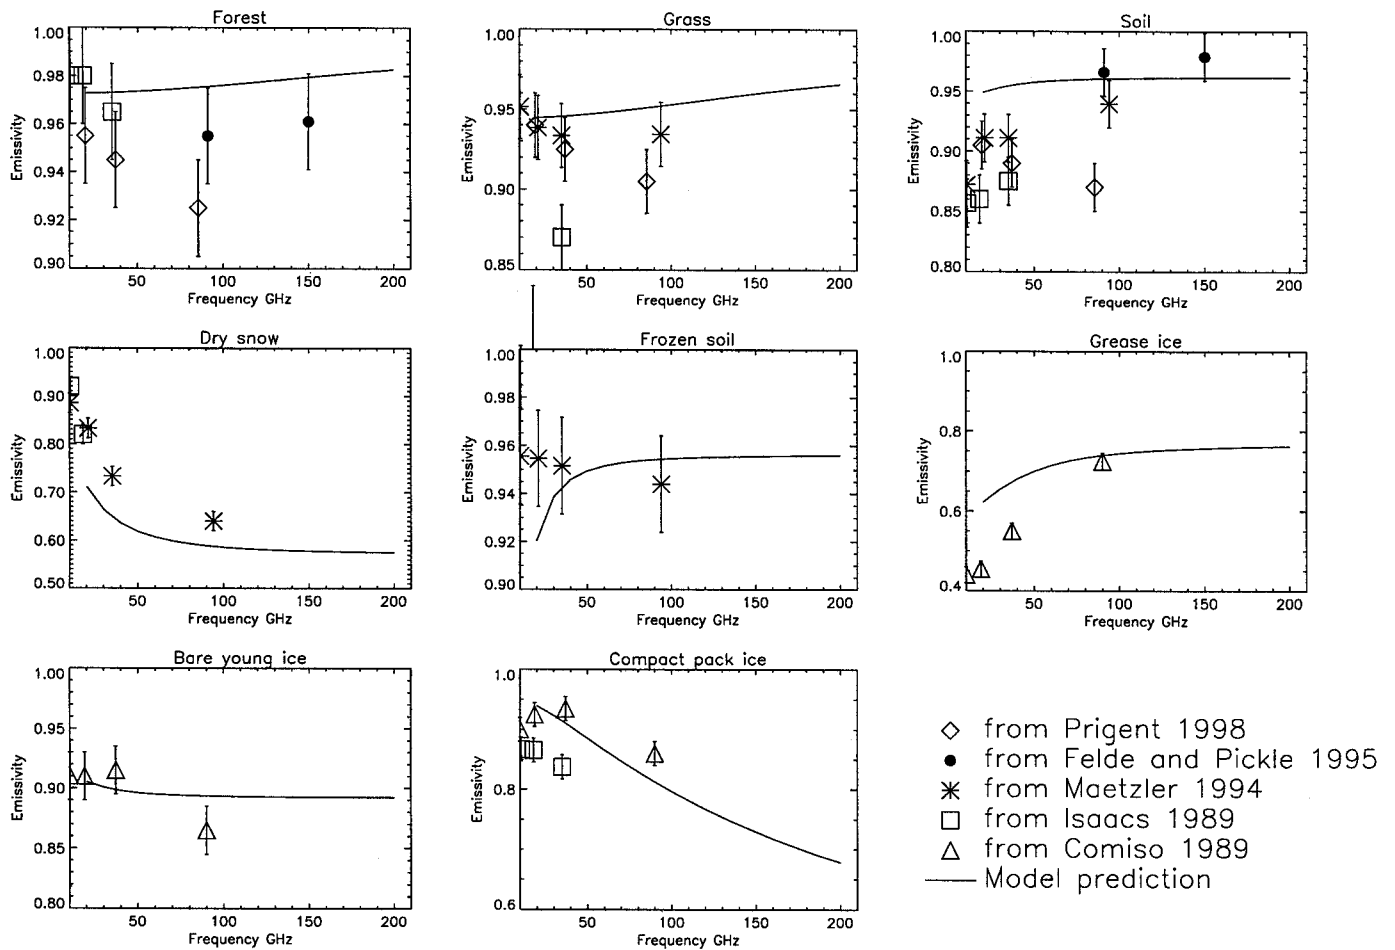 Forest
1.00
0.98
0.96
0.94
0.92
0.90
Emissivity
50 100 150 200
Frequency GHz
Grass
1.00
0.95
0.90
0.85
Emissivity
50 100 150 200
Frequency GHz
Soil
1.00
0.95
0.90
0.85
0.80
Emissivity
50 100 150 200
Frequency GHz
Dry snow
1.00
0.90
0.80
0.70
0.60
0.50
Emissivity
50 100 150 200
Frequency GHz
Frozen soil
1.00
0.98
0.96
0.94
0.92
0.90
Emissivity
50 100 150 200
Frequency GHz
Grease ice
1.0
0.8
0.6
0.4
Emissivity
50 100 150 200
Frequency GHz
Bare young ice
1.00
0.95
0.90
0.85
0.80
Emissivity
50 100 150 200
Frequency GHz
Compact pack ice
1.0
0.8
0.6
Emissivity
50 100 150 200
Frequency GHz
from Prigent 1998
from Felde and Pickle 1995
from Maetzler 1994
from Isaacs 1989
from Comiso 1989
Model prediction